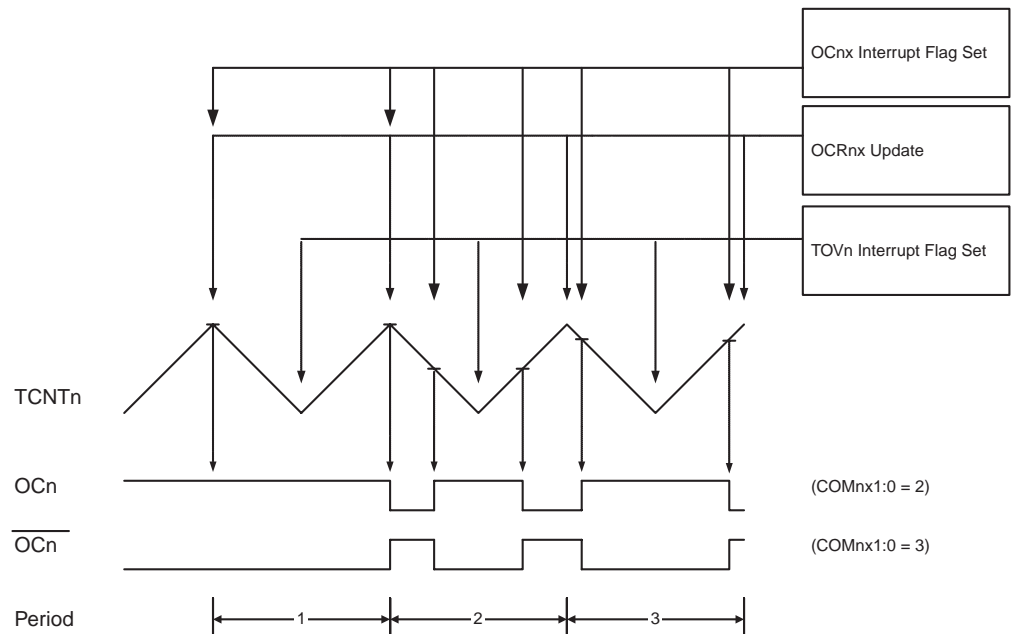 OCnx Interrupt Flag Set
OCRnx Update
TOVn Interrupt Flag Set
TCNTn
OCn
(COMnx1:0 = 2)
OCn
(COMnx1:0 = 3)
Period
1
2
3